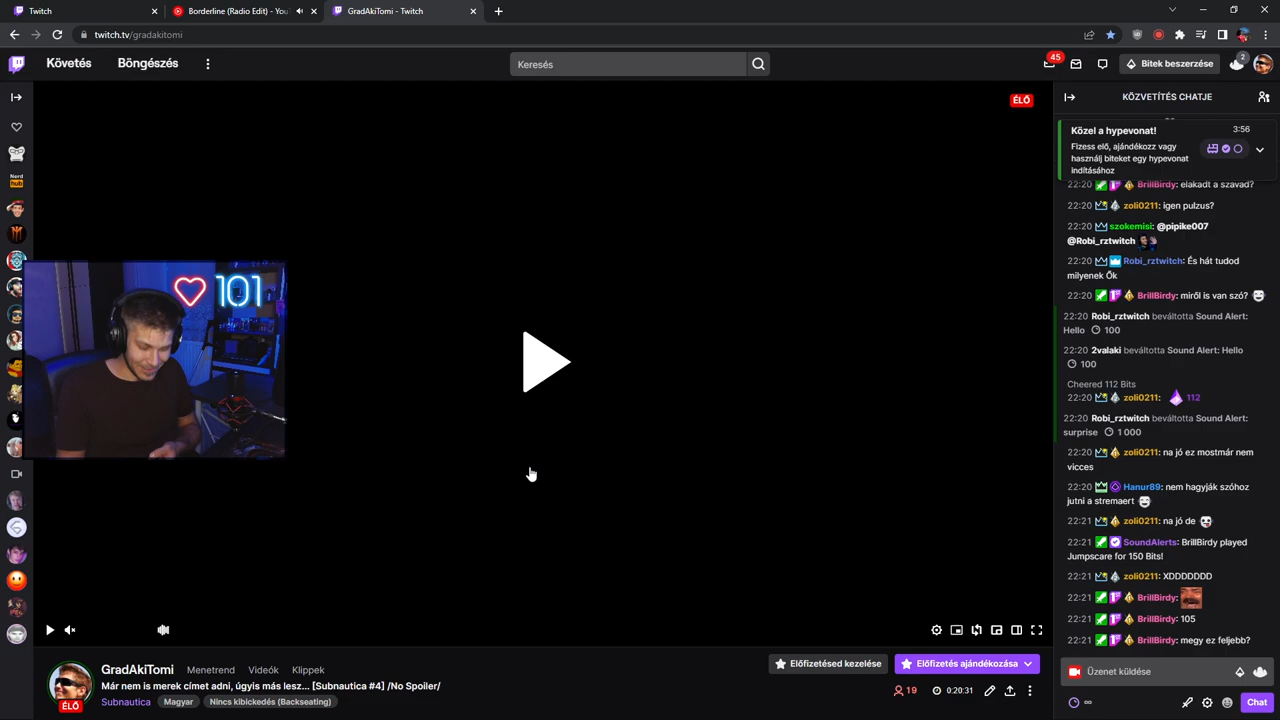 Twitch
Borderline (Radio Edit) - You
GradAkiTomi - Twitch
twitch.tv/gradakitomi
Követés
Böngészés
Keresés
45
Bitek beszerzése
2
ÉLŐ
KÖZVETÍTÉS CHATJE
Közel a hypevonat!
3:56
Fizess elő, ajándékozz vagy
használj biteket egy hypevonat
indításához
22:20 BrillBirdy: elakadt a szavad?
22:20 zoli0211: igen pulzus?
22:20 szokemisi: @pipike007
@Robi_rztwitch
22:20 Robi_rztwitch: És hát tudod
milyenek Ők
22:20 BrillBirdy: miről is van szó?
22:20 Robi_rztwitch beváltotta Sound Alert:
Hello 100
22:20 2valaki beváltotta Sound Alert: Hello
100
Cheered 112 Bits
22:20 zoli0211: 112
22:20 Robi_rztwitch beváltotta Sound Alert:
surprise 1 000
22:20 zoli0211: na jó ez mostmár nem
vicces
22:20 Hanur89: nem hagyják szóhoz
jutni a stremaert
22:21 zoli0211: na jó de
22:21 SoundAlerts: BrillBirdy played
Jumpscare for 150 Bits!
22:21 zoli0211: XDDDDDDD
22:21 BrillBirdy:
22:21 BrillBirdy: 105
22:21 BrillBirdy: megy ez feljebb?
Üzenet küldése
∞
Chat
Nerd
hub
101
GradAkiTomi
Menetrend
Videók
Klippek
Előfizetésed kezelése
Előfizetés ajándékozása
Már nem is merek címet adni, úgyis más lesz... [Subnautica #4] /No Spoiler/
19
0:20:31
ÉLŐ
Subnautica
Magyar
Nincs kibickedés (Backseating)